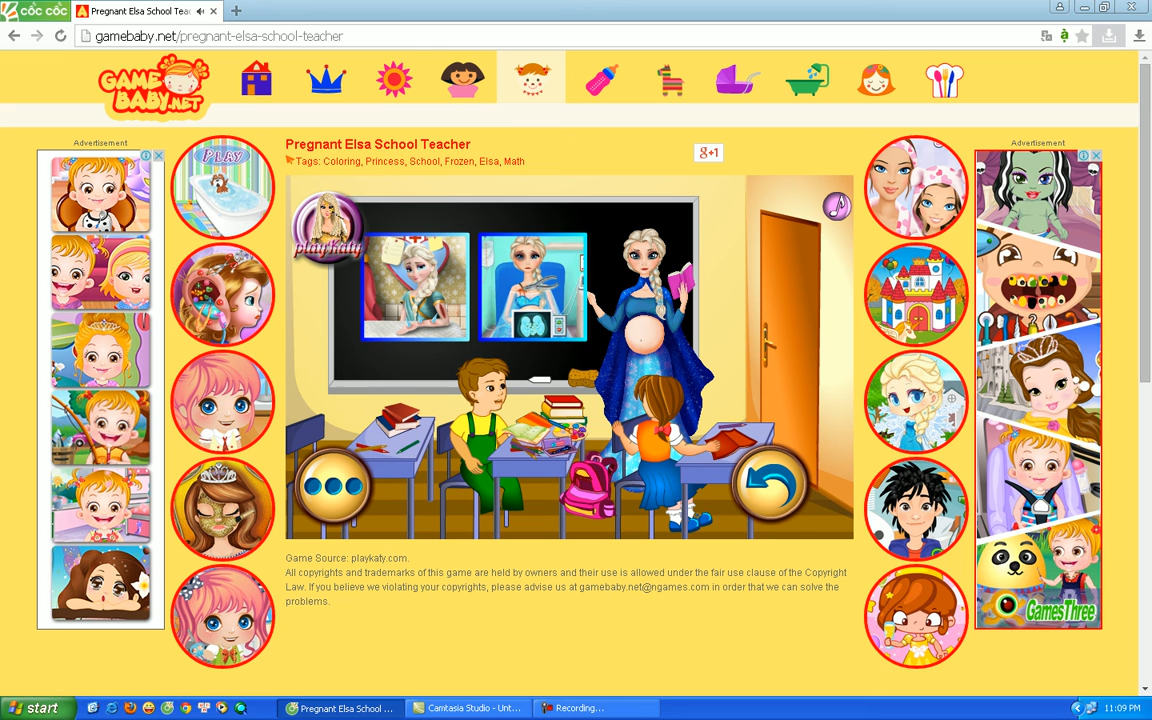 cốc cốc
Pregnant Elsa School Teac
gamebaby.net/pregnant-elsa-school-teacher
GAME
BABY.NET
Advertisement
PLAY
Pregnant Elsa School Teacher
Tags: Coloring, Princess, School, Frozen, Elsa, Math
g+1
Advertisement
playkaty
GamesThree
Game Source: playkaty.com.
All copyrights and trademarks of this game are held by owners and their use is allowed under the fair use clause of the Copyright
Law. If you believe we violating your copyrights, please advise us at gamebaby.net@ngames.com in order that we can solve the
problems.
start
Pregnant Elsa School ...
Camtasia Studio - Unt...
Recording...
11:09 PM